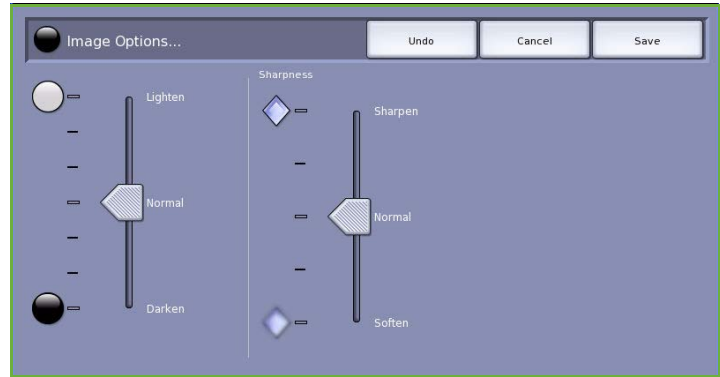 Image Options...
Undo
Cancel
Save
Lighten
Normal
Darken
Sharpness
Sharpen
Normal
Soften